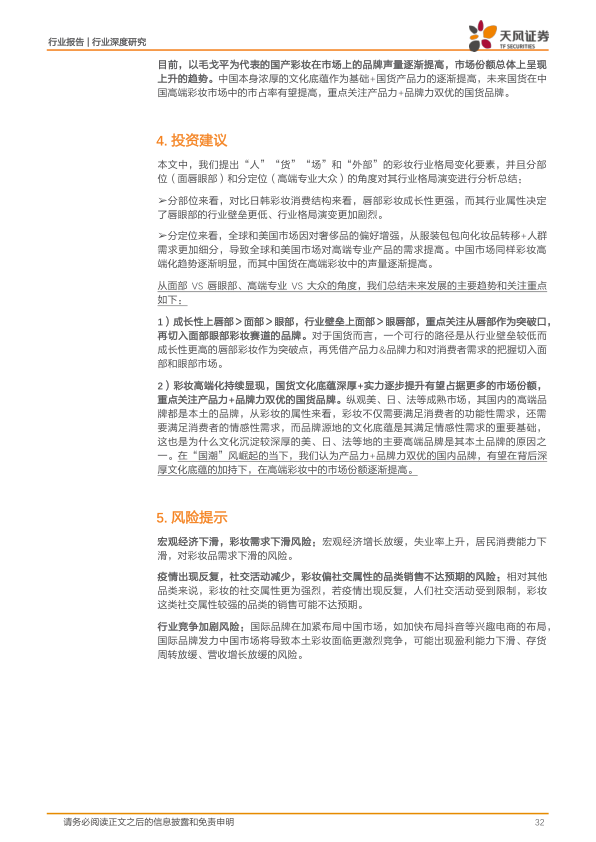 行业报告 | 行业深度研究
天风证券
TF SECURITIES
目前，以毛戈平为代表的国产彩妆在市场上的品牌声量逐渐提高，市场份额总体上呈现
上升的趋势。中国本身浓厚的文化底蕴作为基础+国货产品力的逐渐提高，未来国货在中
国高端彩妆市场中的市占率有望提高，重点关注产品力+品牌力双优的国货品牌。
4. 投资建议
本文中，我们提出“人”“货”“场”和“外部”的彩妆行业格局变化要素，并且分部
位（面唇眼部）和分定位（高端专业大众）的角度对其行业格局演变进行分析总结：
➢分部位来看，对比日韩彩妆消费结构来看，唇部彩妆成长性更强，而其行业属性决定
了唇眼部的行业壁垒更低、行业格局演变更加剧烈。
➢分定位来看，全球和美国市场因对奢侈品的偏好增强，从服装包包向化妆品转移+人群
需求更加细分，导致全球和美国市场对高端专业产品的需求提高。中国市场同样彩妆高
端化趋势逐渐明显，而其中国货在高端彩妆中的声量逐渐提高。
从面部 VS 唇眼部、高端专业 VS 大众的角度，我们总结未来发展的主要趋势和关注重点
如下：
1）成长性上唇部＞面部＞眼部，行业壁垒上面部＞眼唇部，重点关注从唇部作为突破口，
再切入面部眼部彩妆赛道的品牌。对于国货而言，一个可行的路径是从行业壁垒较低而
成长性更高的唇部彩妆作为突破点，再凭借产品力&品牌力和对消费者需求的把握切入面
部和眼部市场。
2）彩妆高端化持续显现，国货文化底蕴深厚+实力逐步提升有望占据更多的市场份额，
重点关注产品力+品牌力双优的国货品牌。纵观美、日、法等成熟市场，其国内的高端品
牌都是本土的品牌，从彩妆的属性来看，彩妆不仅需要满足消费者的功能性需求，还需
要满足消费者的情感性需求，而品牌源地的文化底蕴是其满足情感性需求的重要基础，
这也是为什么文化沉淀较深厚的美、日、法等地的主要高端品牌是其本土品牌的原因之
一。在“国潮”风崛起的当下，我们认为产品力+品牌力双优的国内品牌，有望在背后深
厚文化底蕴的加持下，在高端彩妆中的市场份额逐渐提高。
5. 风险提示
宏观经济下滑，彩妆需求下滑风险：宏观经济增长放缓，失业率上升，居民消费能力下
滑，对彩妆品需求下滑的风险。
疫情出现反复，社交活动减少，彩妆偏社交属性的品类销售不达预期的风险：相对其他
品类来说，彩妆的社交属性更为强烈，若疫情出现反复，人们社交活动受到限制，彩妆
这类社交属性较强的品类的销售可能不达预期。
行业竞争加剧风险：国际品牌在加紧布局中国市场，如加快布局抖音等兴趣电商的布局，
国际品牌发力中国市场将导致本土彩妆面临更激烈竞争，可能出现盈利能力下滑、存货
周转放缓、营收增长放缓的风险。
请务必阅读正文之后的信息披露和免责申明
32